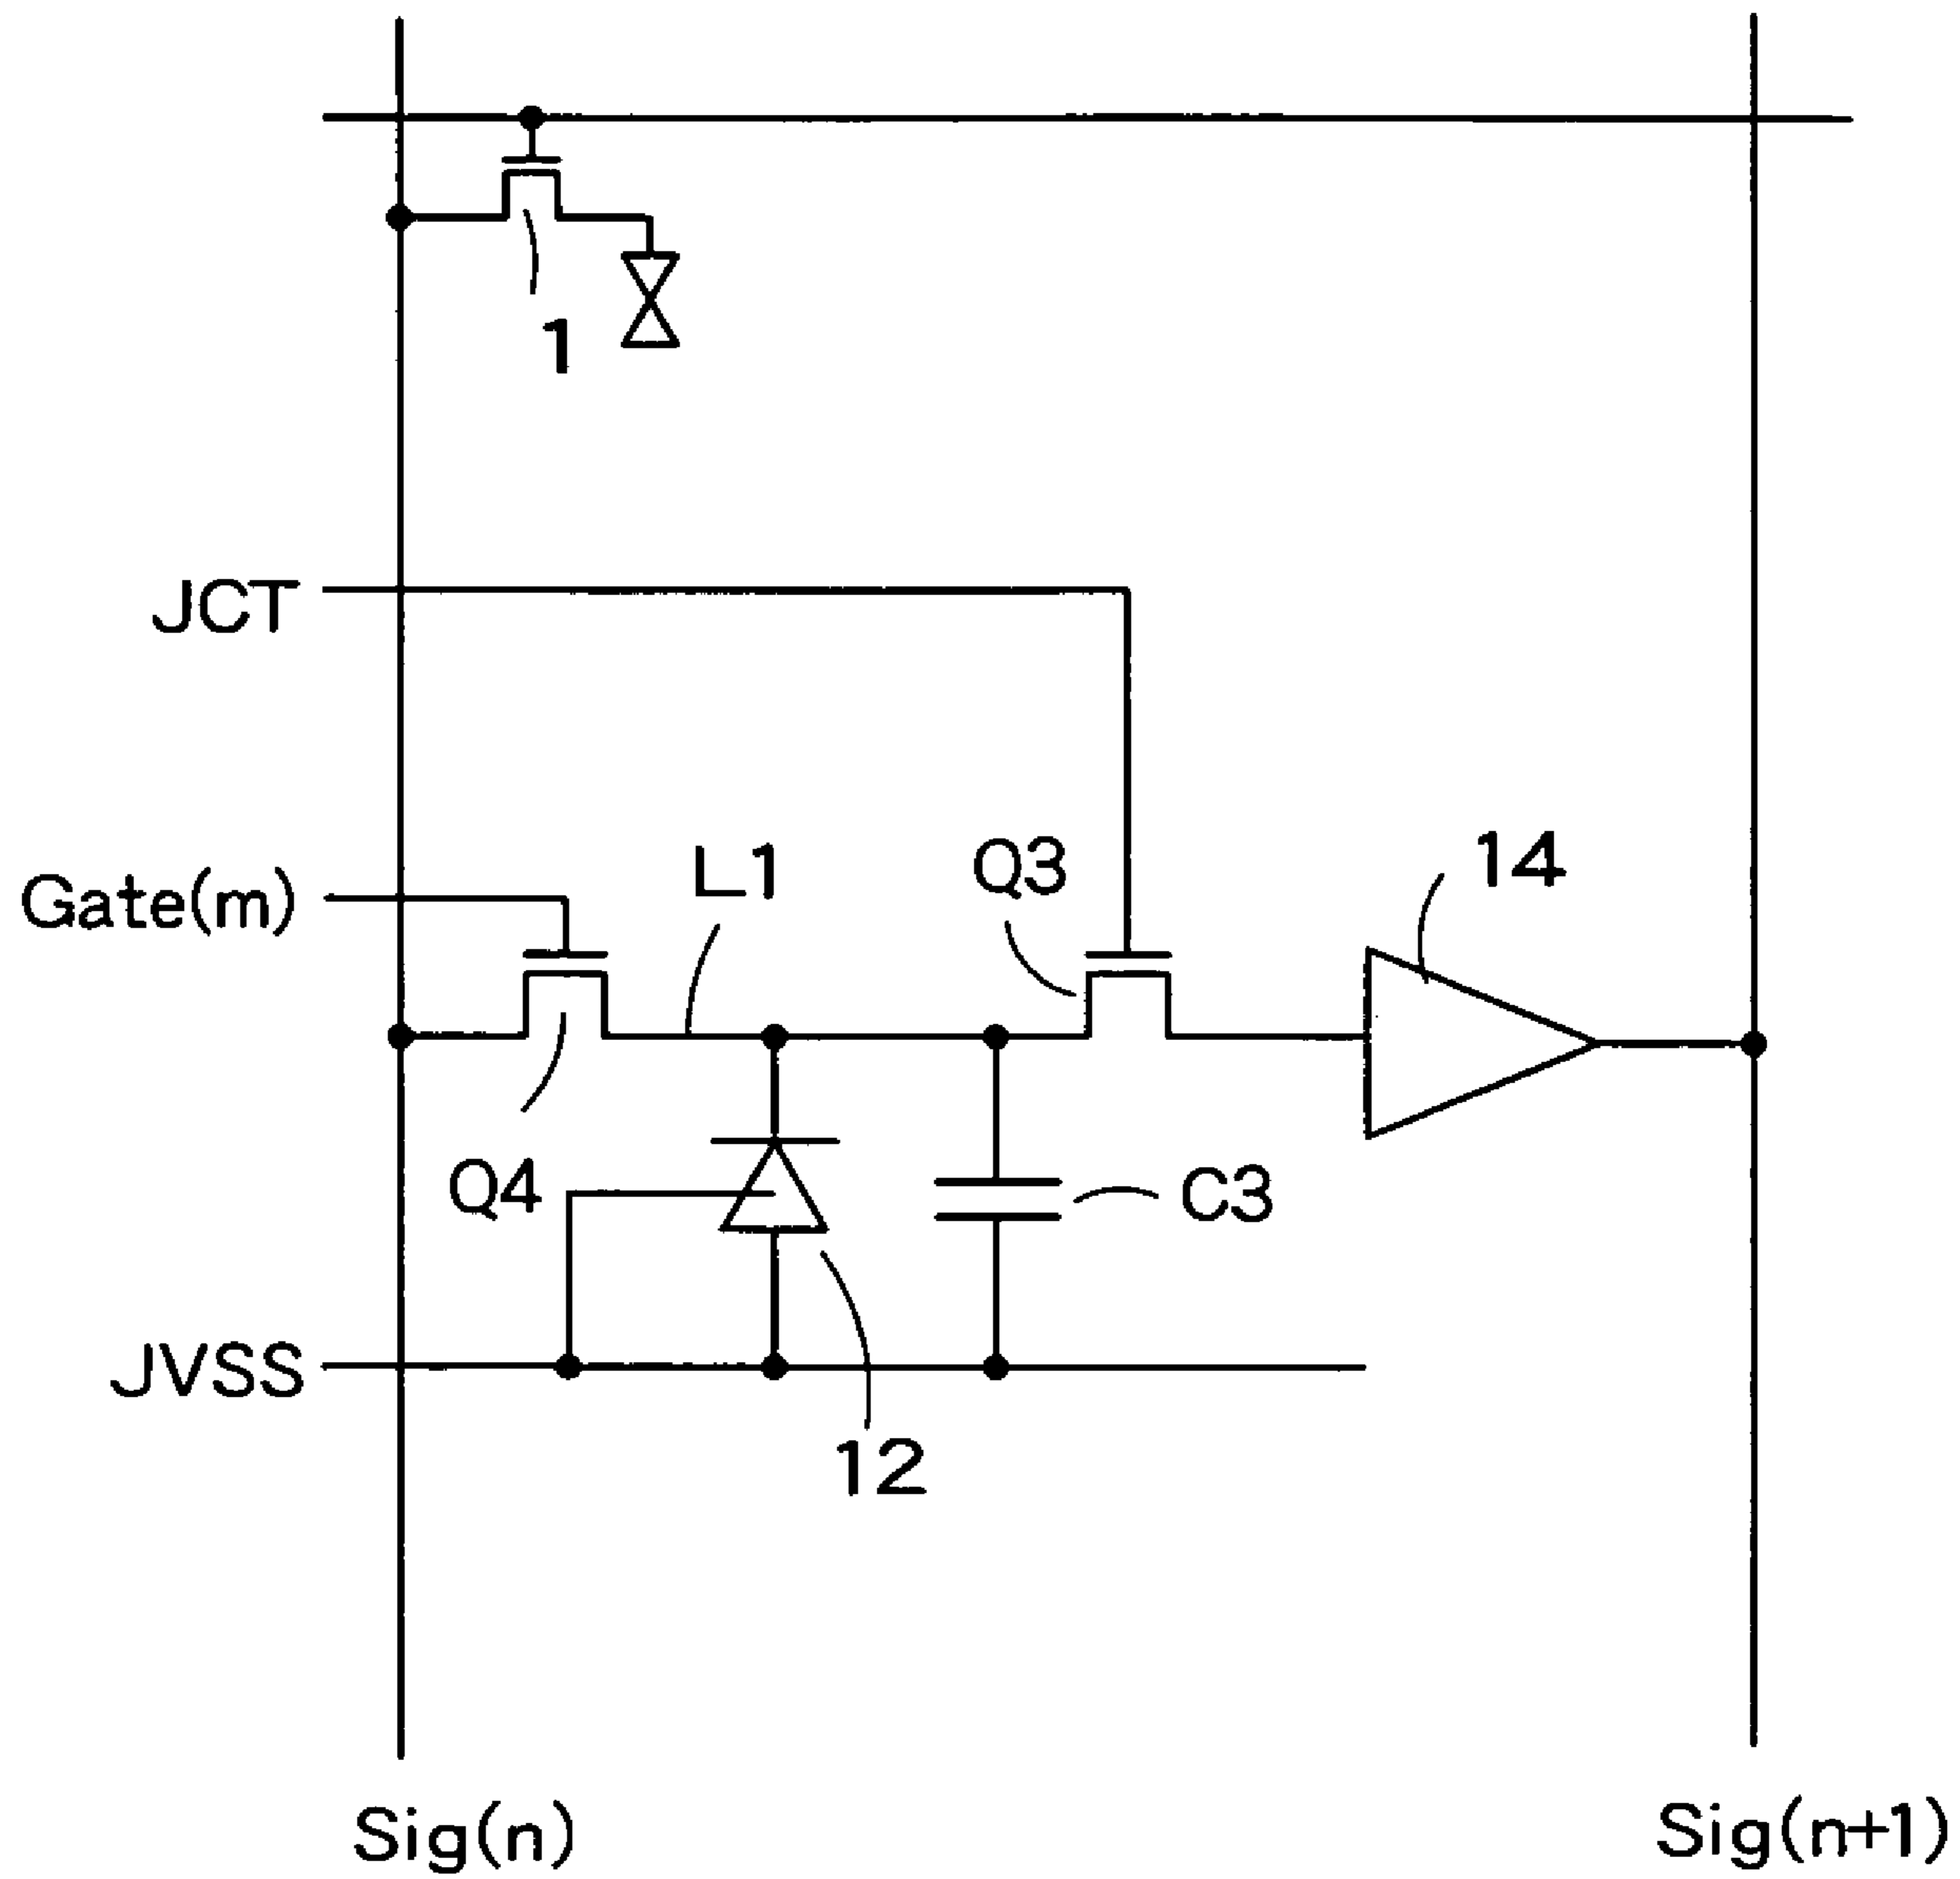 1
JCT
L1
Q3
14
Gate(m)
Q4
C3
JVSS
12
Sig(n)
Sig(n+1)